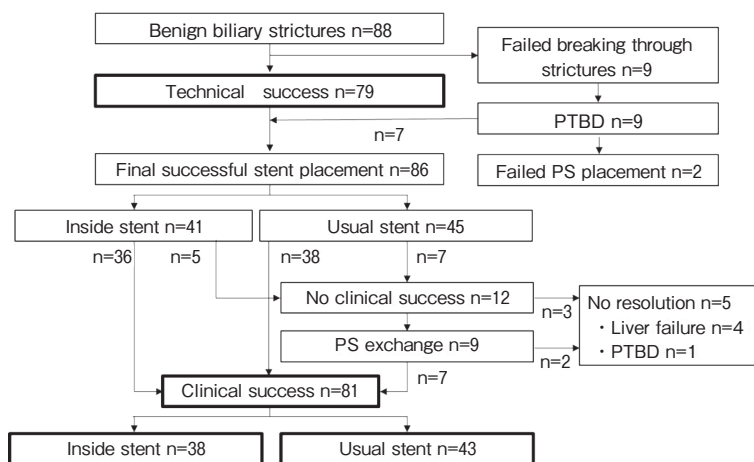 Benign biliary strictures n=88
Failed breaking through
strictures n=9
Technical success n=79
PTBD n=9
n=7
Final successful stent placement n=86
Failed PS placement n=2
Inside stent n=41
Usual stent n=45
n=36
n=5
n=38
n=7
No clinical success n=12
n=3
No resolution n=5
・Liver failure n=4
・PTBD n=1
PS exchange n=9
n=2
n=7
Clinical success n=81
Inside stent n=38
Usual stent n=43